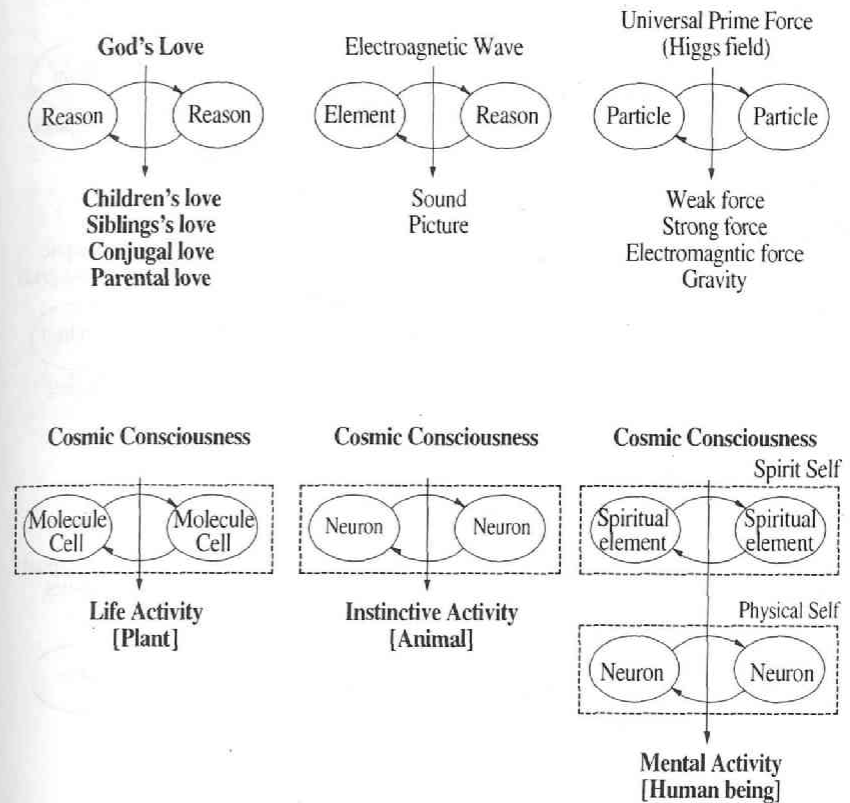 God's Love
Reason
Reason
Children's love
Siblings's love
Conjugal love
Parental love
Electroagnetic Wave
Element
Reason
Sound
Picture
Universal Prime Force
(Higgs field)
Particle
Particle
Weak force
Strong force
Electromagntic force
Gravity
Cosmic Consciousness
Molecule
Cell
Molecule
Cell
Life Activity
[Plant]
Cosmic Consciousness
Neuron
Neuron
Instinctive Activity
[Animal]
Cosmic Consciousness
Spirit Self
Spiritual
element
Spiritual
element
Physical Self
Neuron
Neuron
Mental Activity
[Human being]